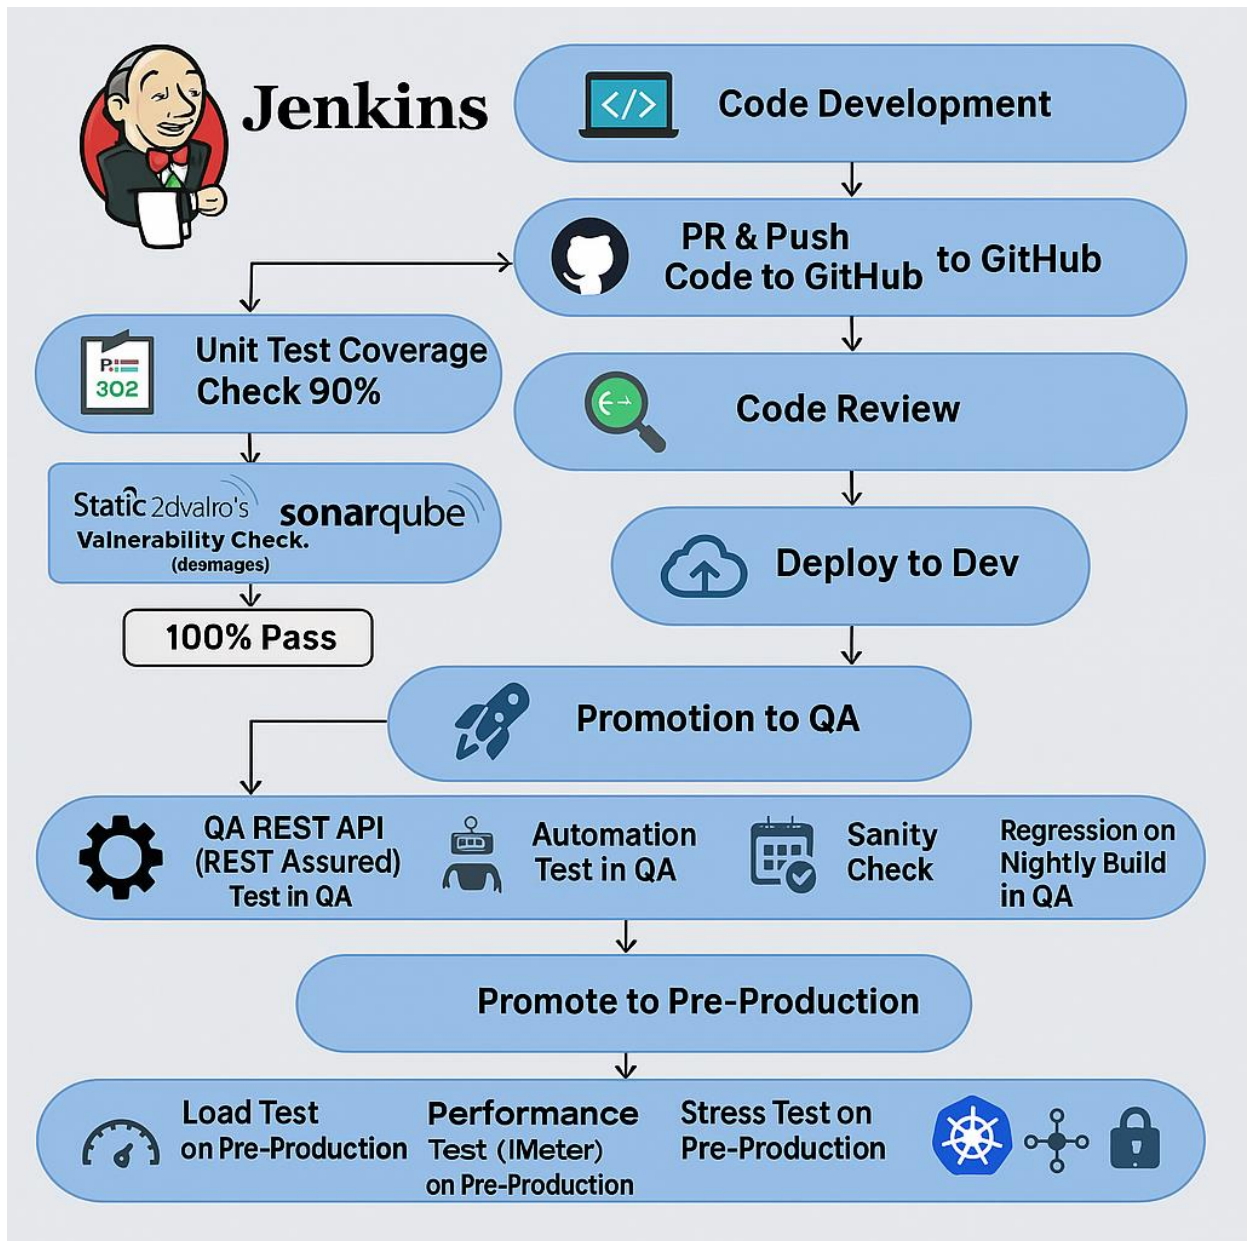 Jenkins
</>
Code Development
PR & Push
Code to GitHub
to GitHub
Unit Test Coverage
Check 90%
P
302
Code Review
Static 2dvalro's
sonarqube
Valnerability Check.
(deemages)
Deploy to Dev
100% Pass
Promotion to QA
QA REST API
(REST Assured)
Test in QA
Automation
Test in QA
Sanity
Check
Regression on
Nightly Build
in QA
Promote to Pre-Production
Load Test
on Pre-Production
Performance
Test (IMeter)
on Pre-Production
Stress Test on
Pre-Production